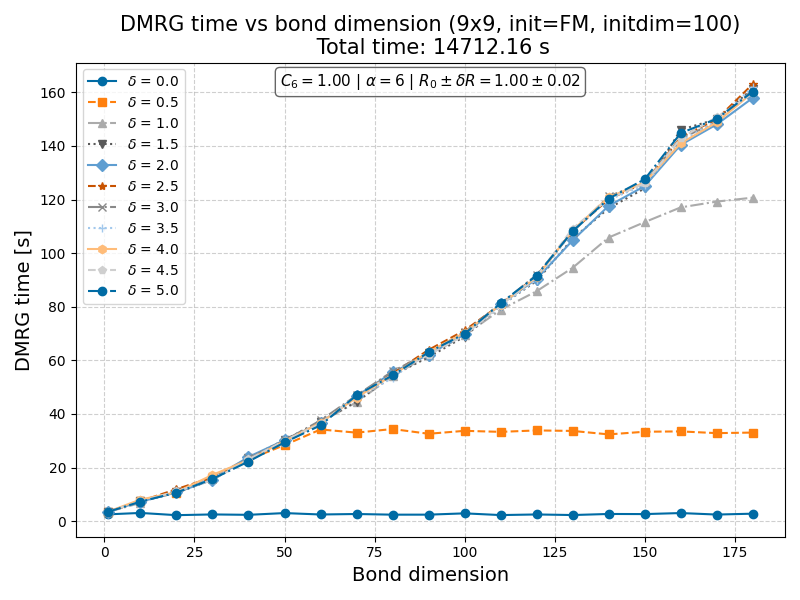 DMRG time vs bond dimension (9x9, init=FM, initdim=100)
Total time: 14712.16 s
C₆ = 1.00 | α = 6 | R₀ ± δR = 1.00 ± 0.02
δ = 0.0
δ = 0.5
δ = 1.0
δ = 1.5
δ = 2.0
δ = 2.5
δ = 3.0
δ = 3.5
δ = 4.0
δ = 4.5
δ = 5.0
DMRG time [s]
160
140
120
100
80
60
40
20
0
0 25 50 75 100 125 150 175
Bond dimension